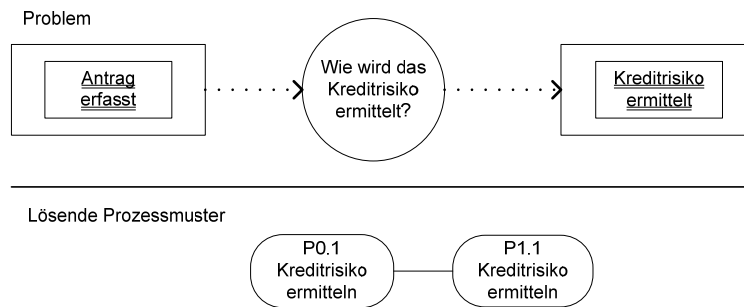 Problem
Antrag
erfasst
Wie wird das
Kreditrisiko
ermittelt?
Kreditrisiko
ermittelt
Lösende Prozessmuster
P0.1
Kreditrisiko
ermitteln
P1.1
Kreditrisiko
ermitteln